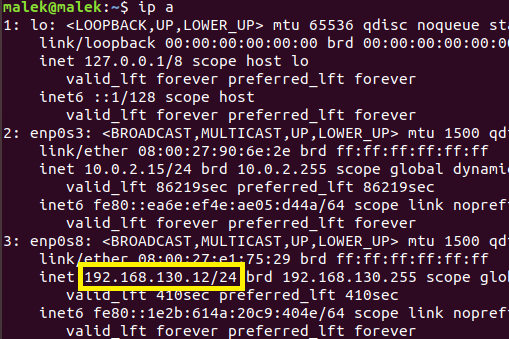 malek@malek:~$ ip a
1: lo: <LOOPBACK,UP,LOWER_UP> mtu 65536 qdisc noqueue sta
link/loopback 00:00:00:00:00:00 brd 00:00:00:00:00:00
inet 127.0.0.1/8 scope host lo
valid_lft forever preferred_lft forever
inet6 ::1/128 scope host
valid_lft forever preferred_lft forever
2: enp0s3: <BROADCAST,MULTICAST,UP,LOWER_UP> mtu 1500 qd
link/ether 08:00:27:90:6e:2e brd ff:ff:ff:ff:ff:ff
inet 10.0.2.15/24 brd 10.0.2.255 scope global dynamic
valid_lft 86219sec preferred_lft 86219sec
inet6 fe80::ea6e:ef4e:ae05:d44a/64 scope link nopref
valid_lft forever preferred_lft forever
3: enp0s8: <BROADCAST,MULTICAST,UP,LOWER_UP> mtu 1500 qd
link/ether 08:00:27:e1:75:29 brd ff:ff:ff:ff:ff:ff
inet 192.168.130.12/24 brd 192.168.130.255 scope glo
valid_lft 410sec preferred_lft 410sec
inet6 fe80::1e2b:614a:20c9:404e/64 scope link nopref
valid_lft forever preferred_lft forever